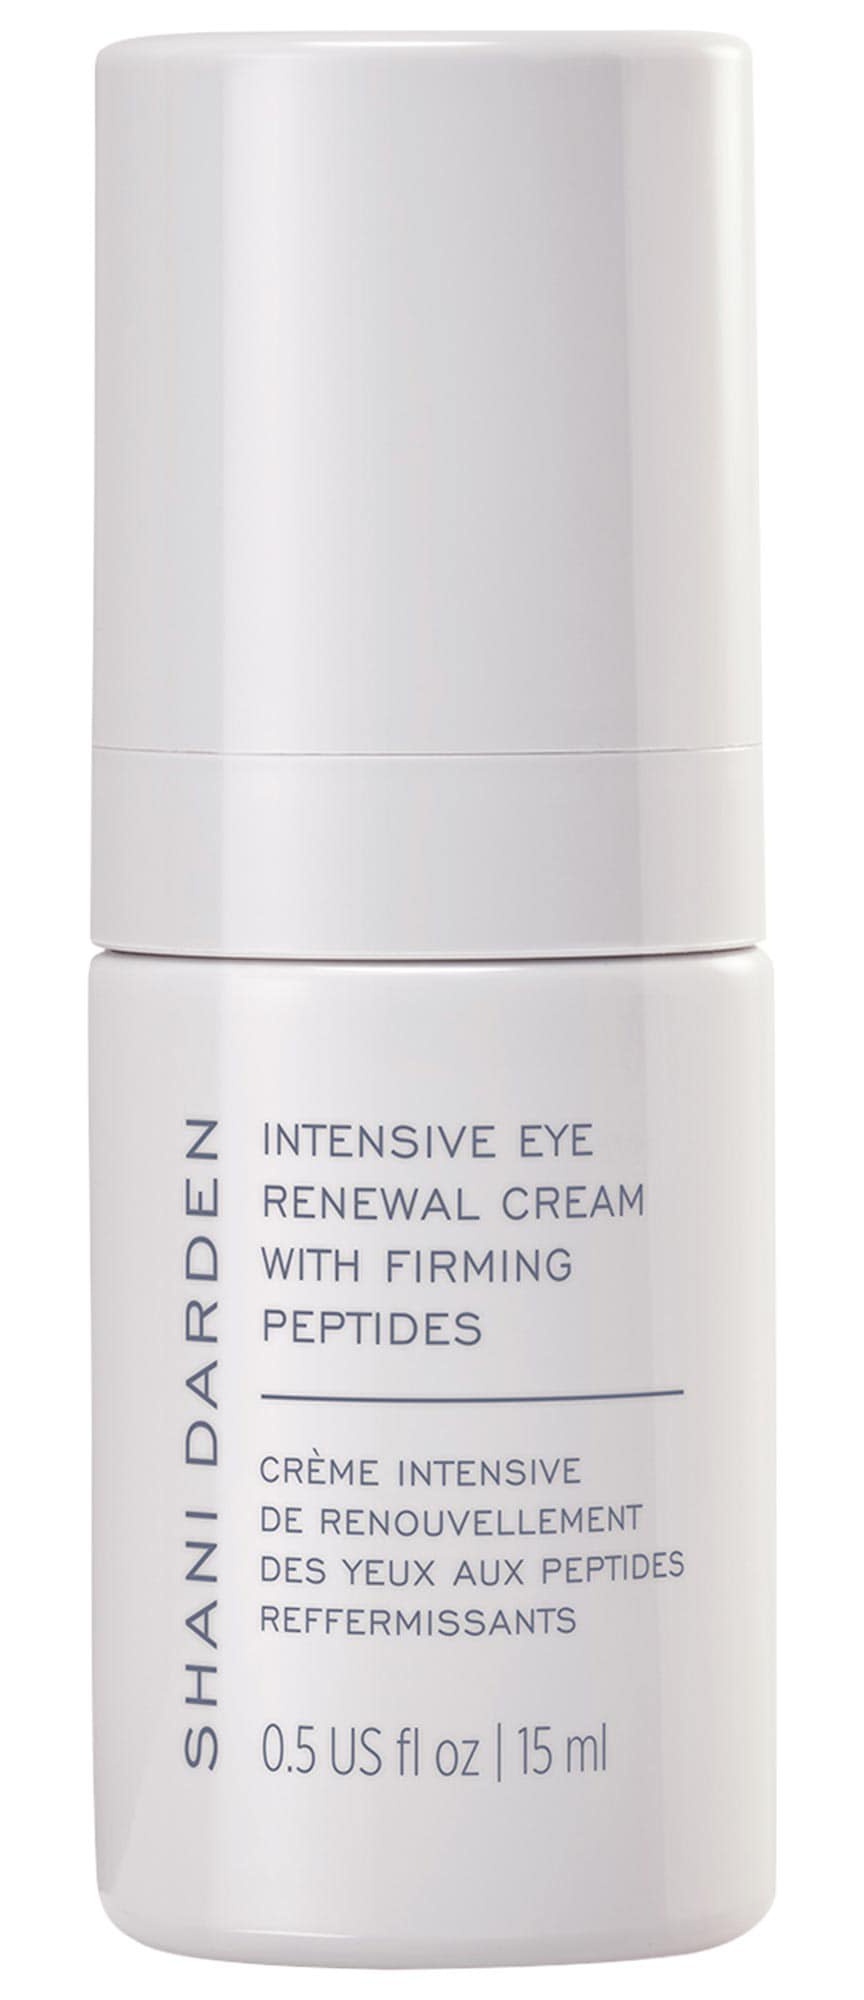 SHANI DARDEN
INTENSIVE EYE
RENEWAL CREAM
WITH FIRMING
PEPTIDES
CRÈME INTENSIVE
DE RENOUVELLEMENT
DES YEUX AUX PEPTIDES
REFFERMISSANTS
0.5 US fl oz | 15 ml